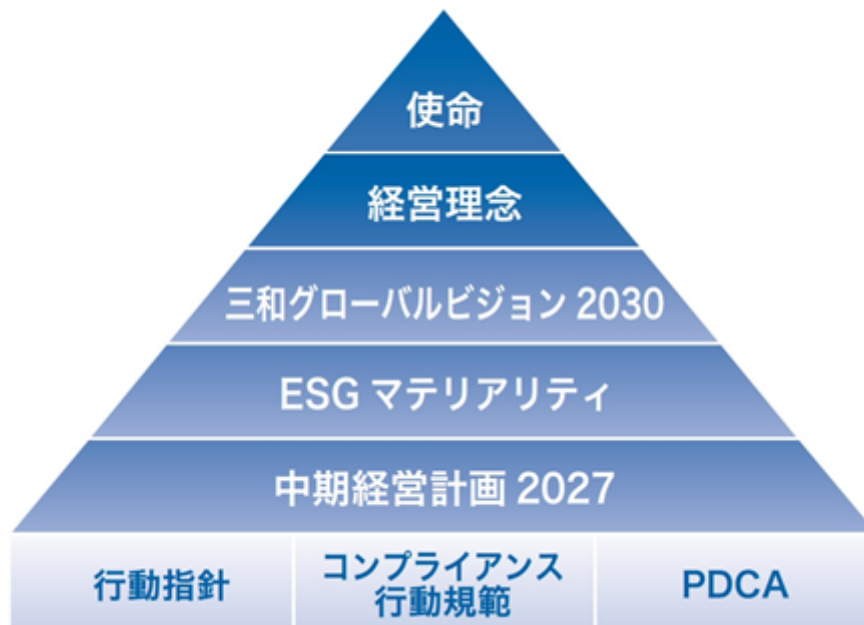 使命
経営理念
三和グローバルビジョン 2030
ESG マテリアリティ
中期経営計画 2027
行動指針
コンプライアンス
行動規範
PDCA